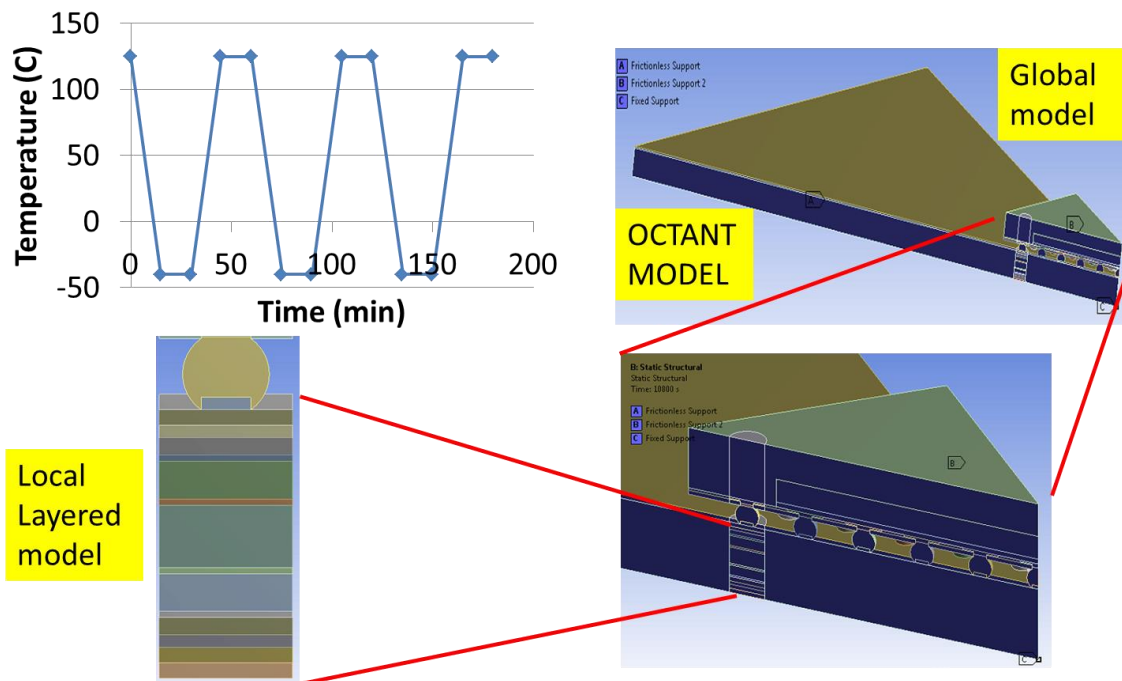 150
100
50
0
-50
Temperature (C)
0
50
100
150
200
Time (min)
A Frictionless Support
B Frictionless Support 2
C Fixed Support
Global
model
A
B
C
OCTANT
MODEL
Local
Layered
model
B: Static Structural
Static Structural
Time: 10800 s
A Frictionless Support
B Frictionless Support 2
C Fixed Support
B
C